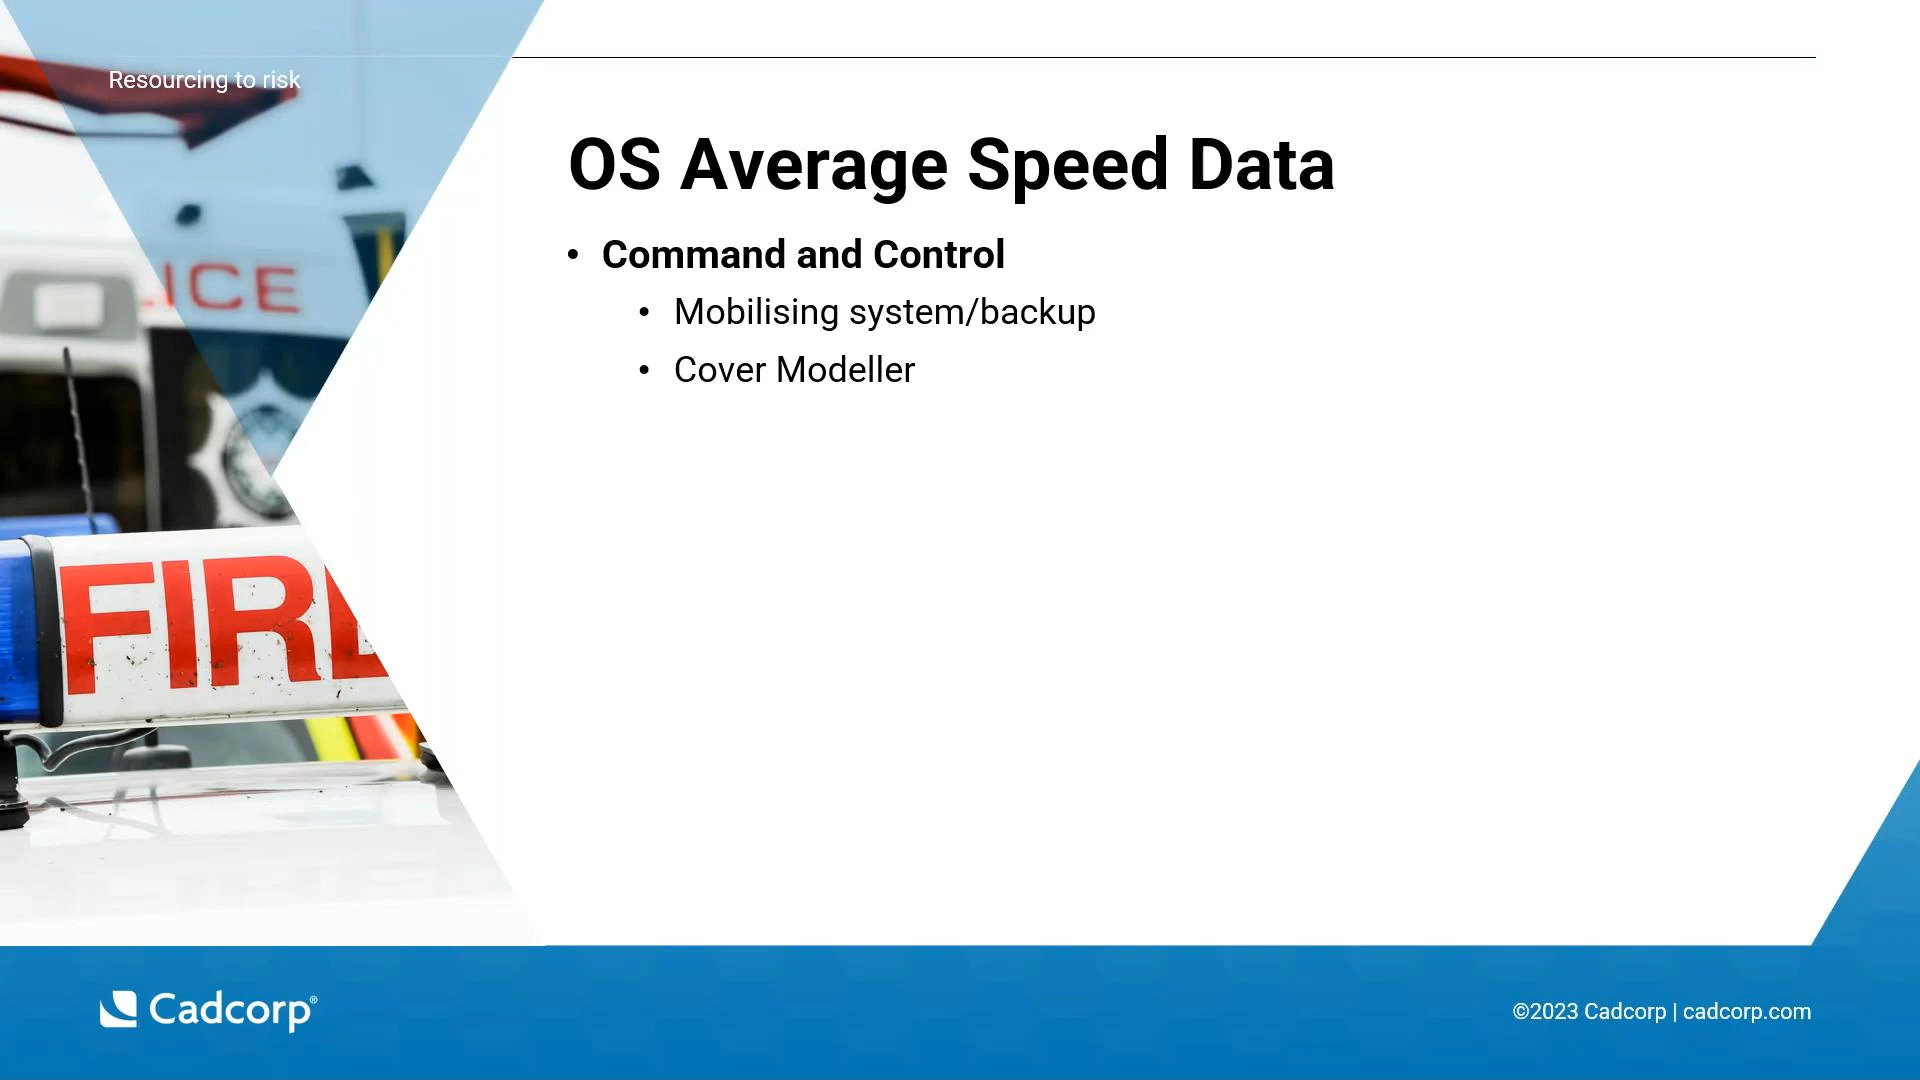 Resourcing to risk
OS Average Speed Data
• Command and Control
• Mobilising system/backup
• Cover Modeller
ICE
FIRE
Cadcorp®
©2023 Cadcorp | cadcorp.com